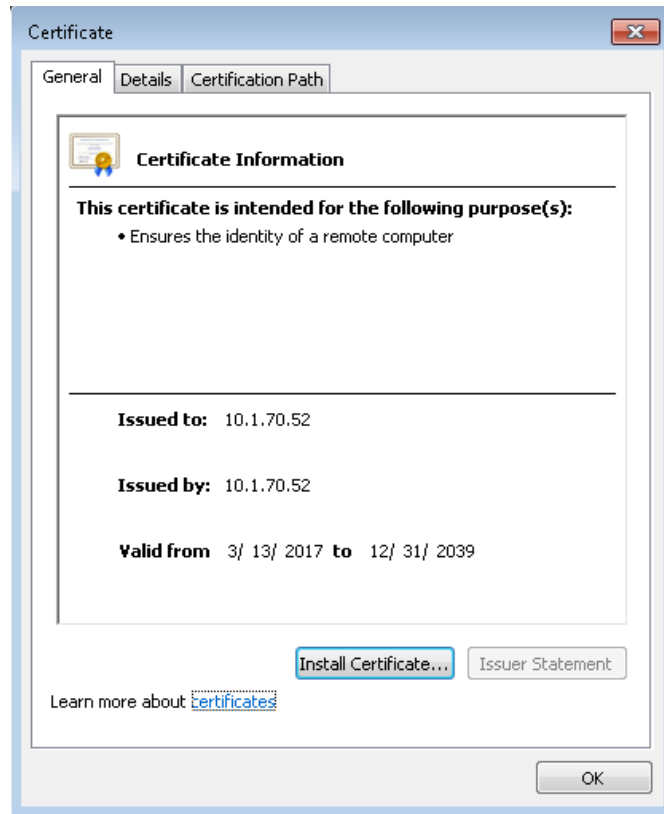 Certificate
General Details Certification Path
Certificate Information
This certificate is intended for the following purpose(s):
• Ensures the identity of a remote computer
Issued to: 10.1.70.52
Issued by: 10.1.70.52
Valid from 3/ 13/ 2017 to 12/ 31/ 2039
Install Certificate... Issuer Statement
Learn more about certificates
OK